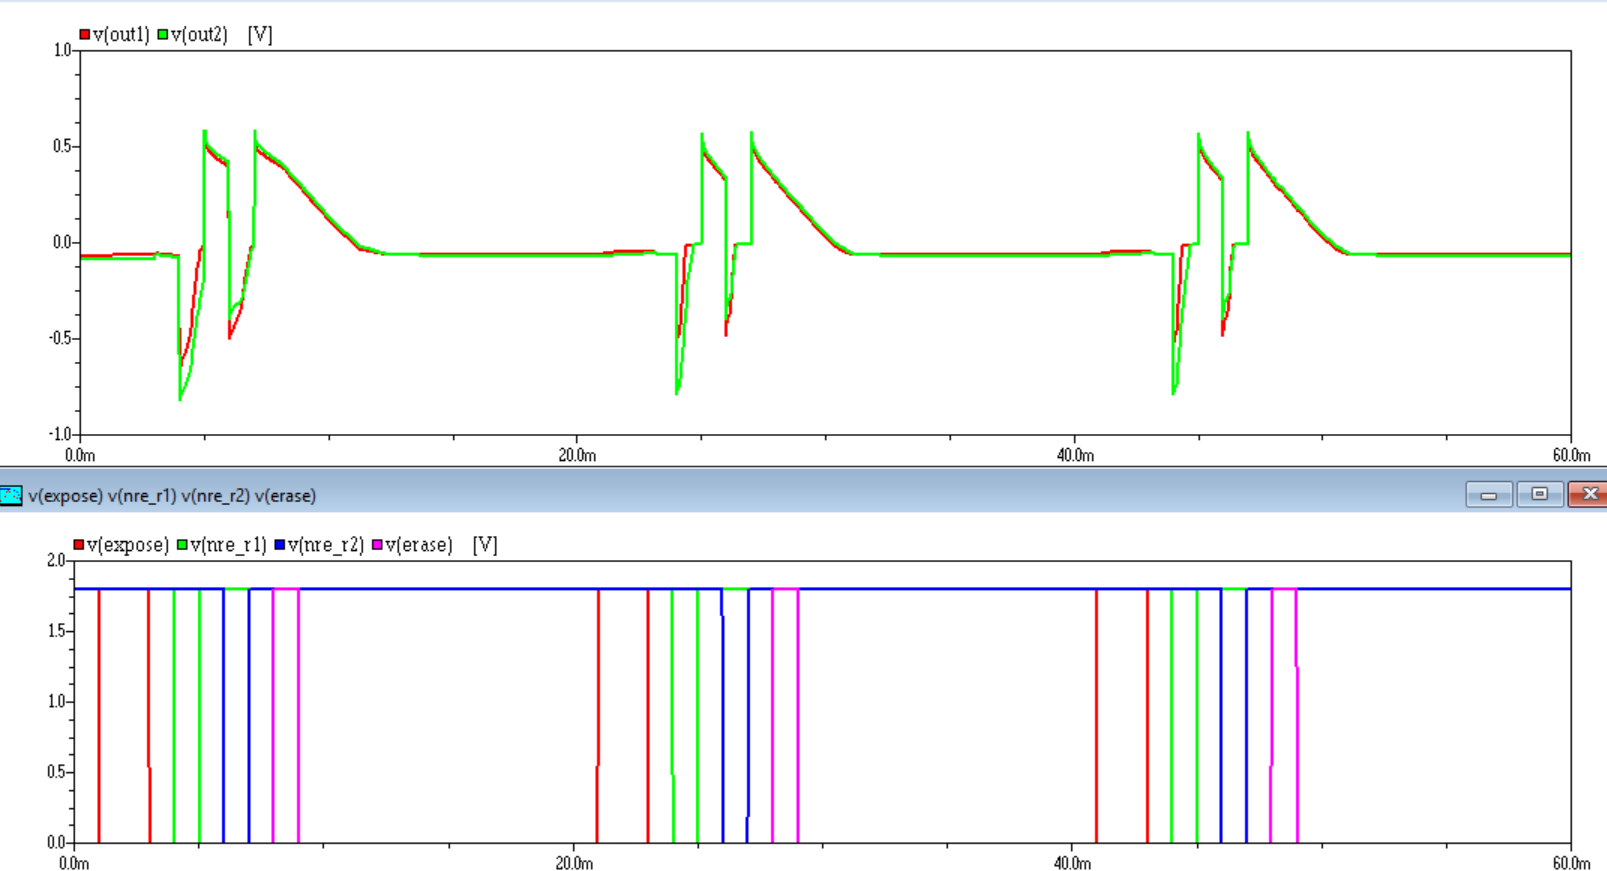 v(out1) v(out2) [V]
1.0
0.5
0.0
-0.5
-1.0
0.0m 20.0m 40.0m 60.0m
v(expose) v(nre_r1) v(nre_r2) v(erase)
v(expose) v(nre_r1) v(nre_r2) v(erase) [V]
2.0
1.5
1.0
0.5
0.0
0.0m 20.0m 40.0m 60.0m